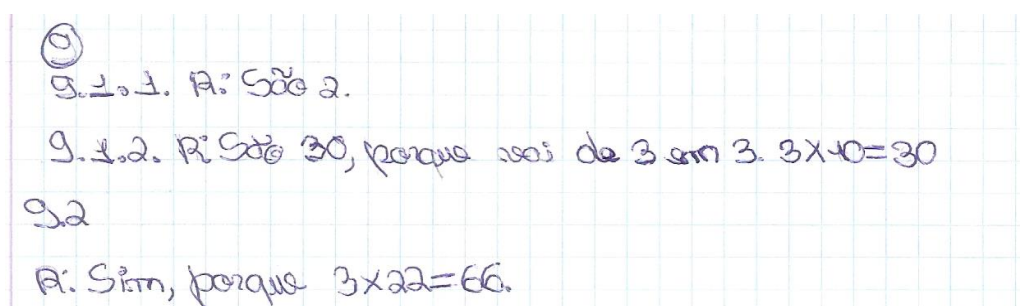 9
9.1.1. R: São 2.
9.1.2. R: São 30, porque vai de 3 em 3. 3x10=30
9.2
R: Sim, porque 3x22=66.